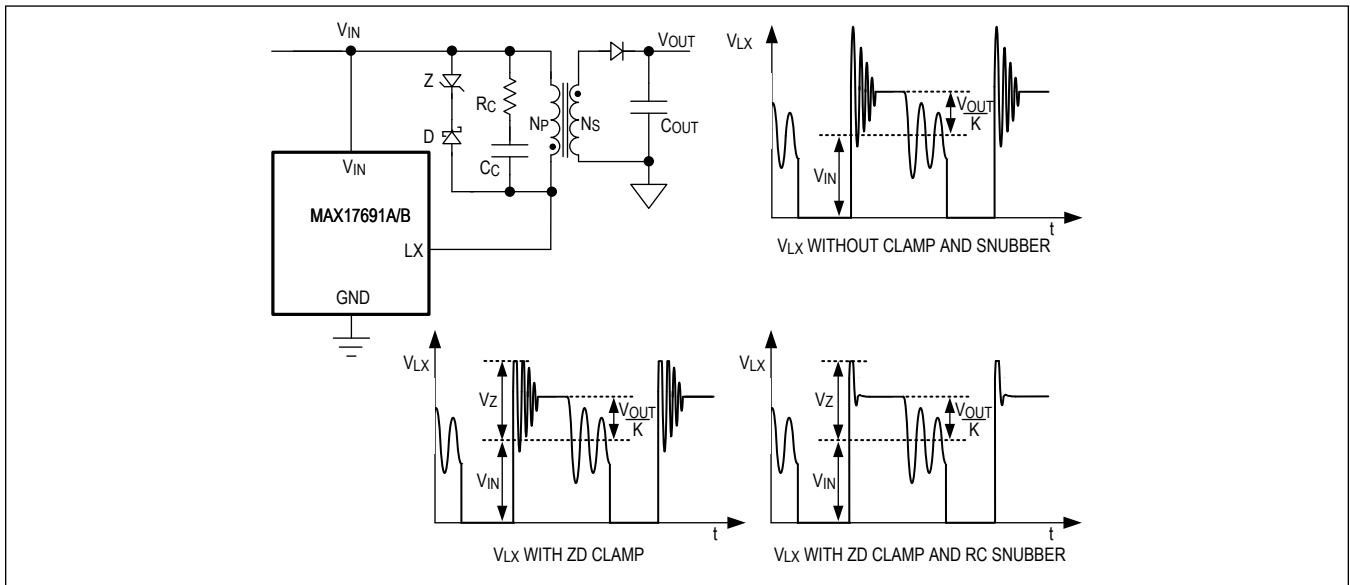 VIN
VOUT
Z
RC
NP
NS
COUT
D
CC
VIN
MAX17691A/B
LX
GND
VLX
VOUT
K
VIN
t
VLX WITHOUT CLAMP AND SNUBBER
VLX
VZ
VOUT
K
VIN
t
VLX WITH ZD CLAMP
VLX
VZ
VOUT
K
VIN
t
VLX WITH ZD CLAMP AND RC SNUBBER